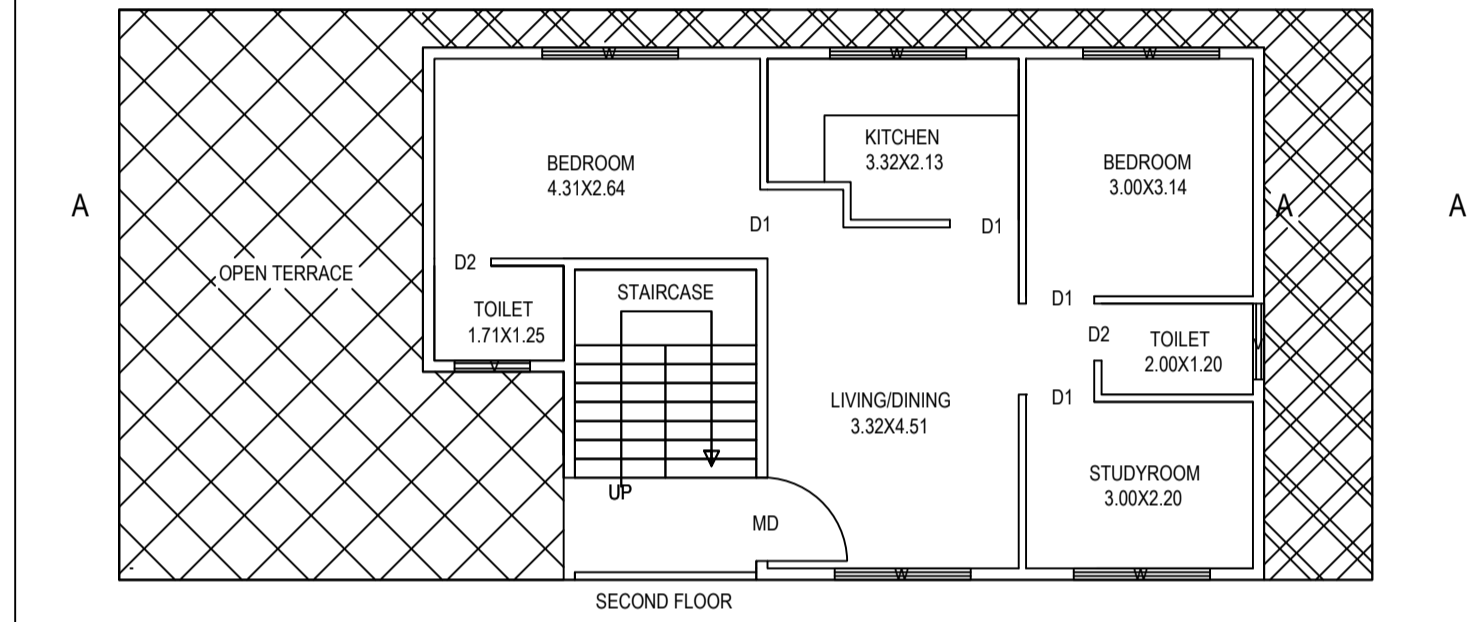 W
W
W
KITCHEN
3.32X2.13
BEDROOM
4.31X2.64
BEDROOM
3.00X3.14
A
A
A
D1
D1
D2
OPEN TERRACE
STAIRCASE
D1
TOILET
1.71X1.25
D2
TOILET
2.00X1.20
V
V
D1
LIVING/DINING
3.32X4.51
STUDYROOM
3.00X2.20
UP
MD
W
W
SECOND FLOOR